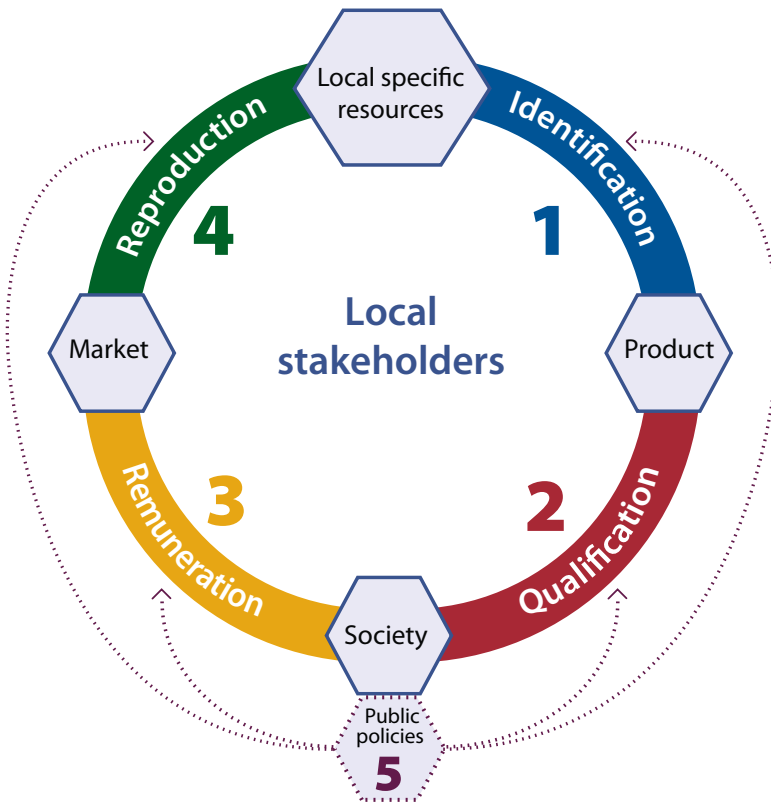 Local specific
resources
Identification
1
Product
Qualification
2
Society
Remuneration
3
Market
Reproduction
4
Local
stakeholders
Public
policies
5